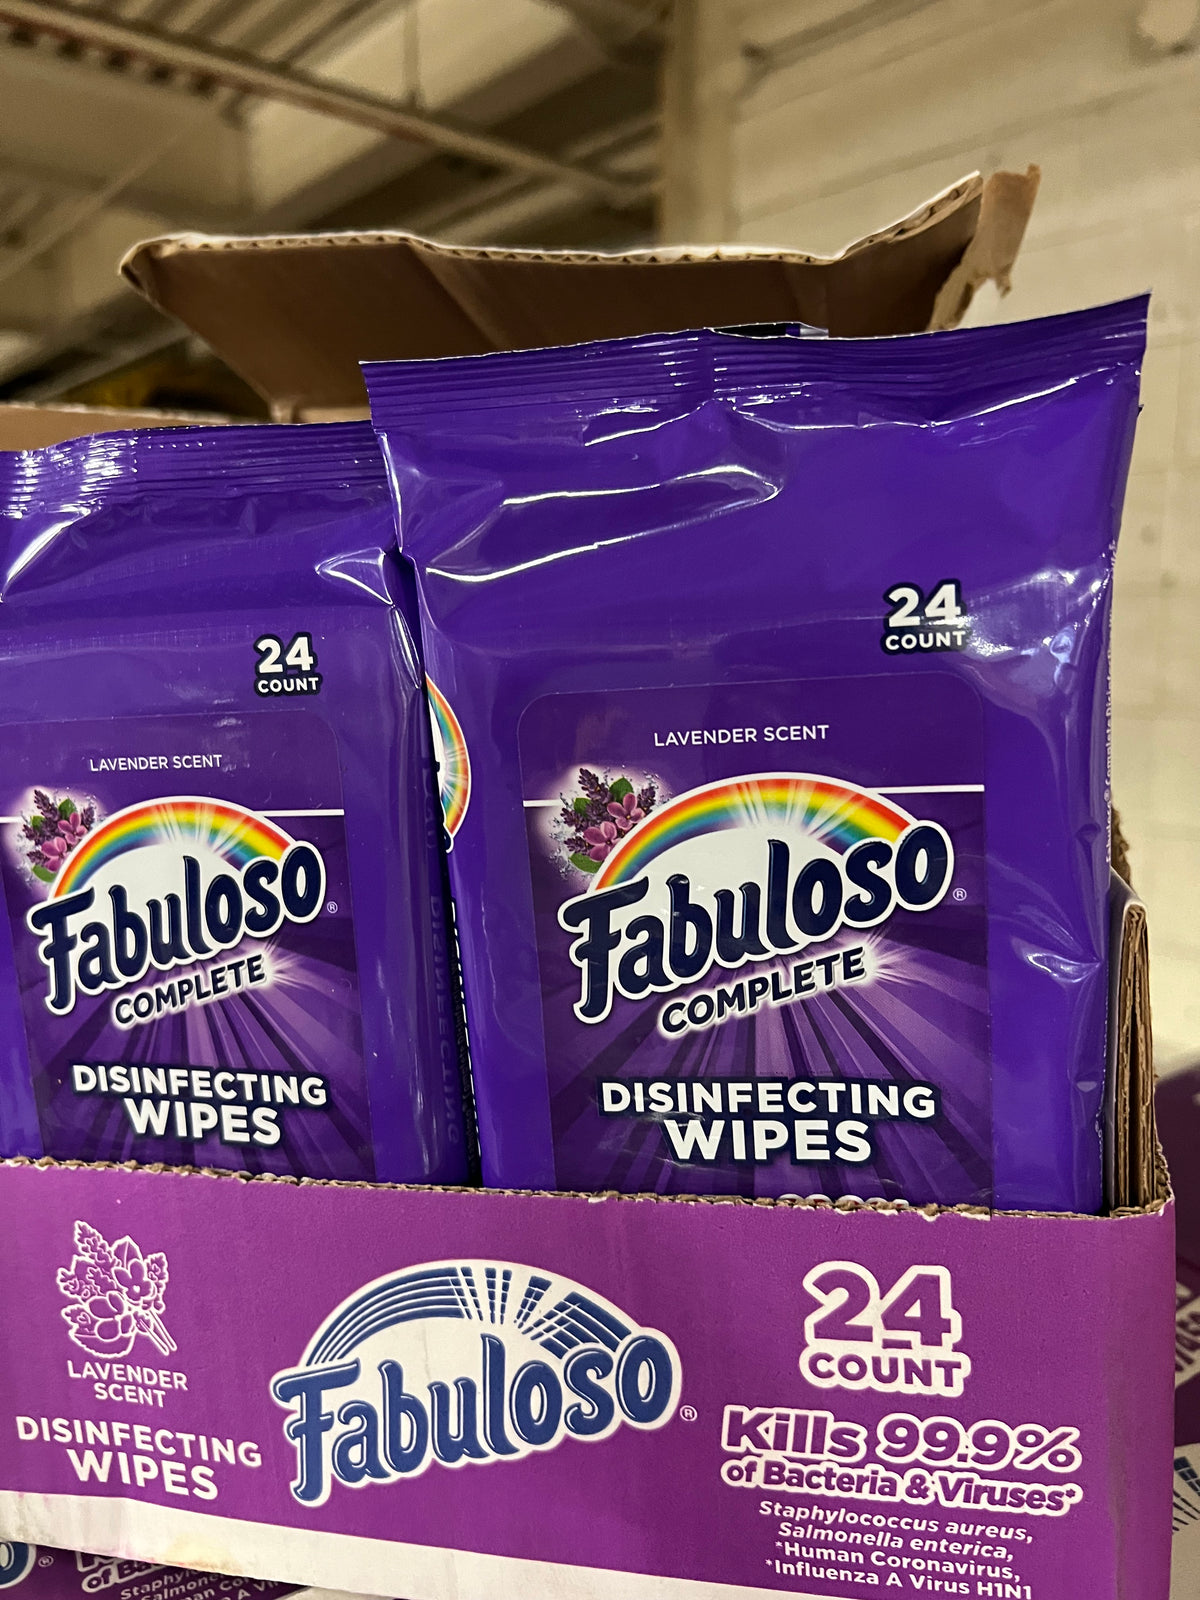 24
COUNT
LAVENDER SCENT
Fabuloso®
COMPLETE
DISINFECTING
WIPES
24
COUNT
LAVENDER SCENT
Fabuloso®
COMPLETE
DISINFECTING
WIPES
LAVENDER
SCENT
DISINFECTING
WIPES
Fabuloso®
24
COUNT
Kills 99.9%
of Bacteria & Viruses*
Staphylococcus aureus,
Salmonella enterica,
*Human Coronavirus,
*Influenza A Virus H1N1